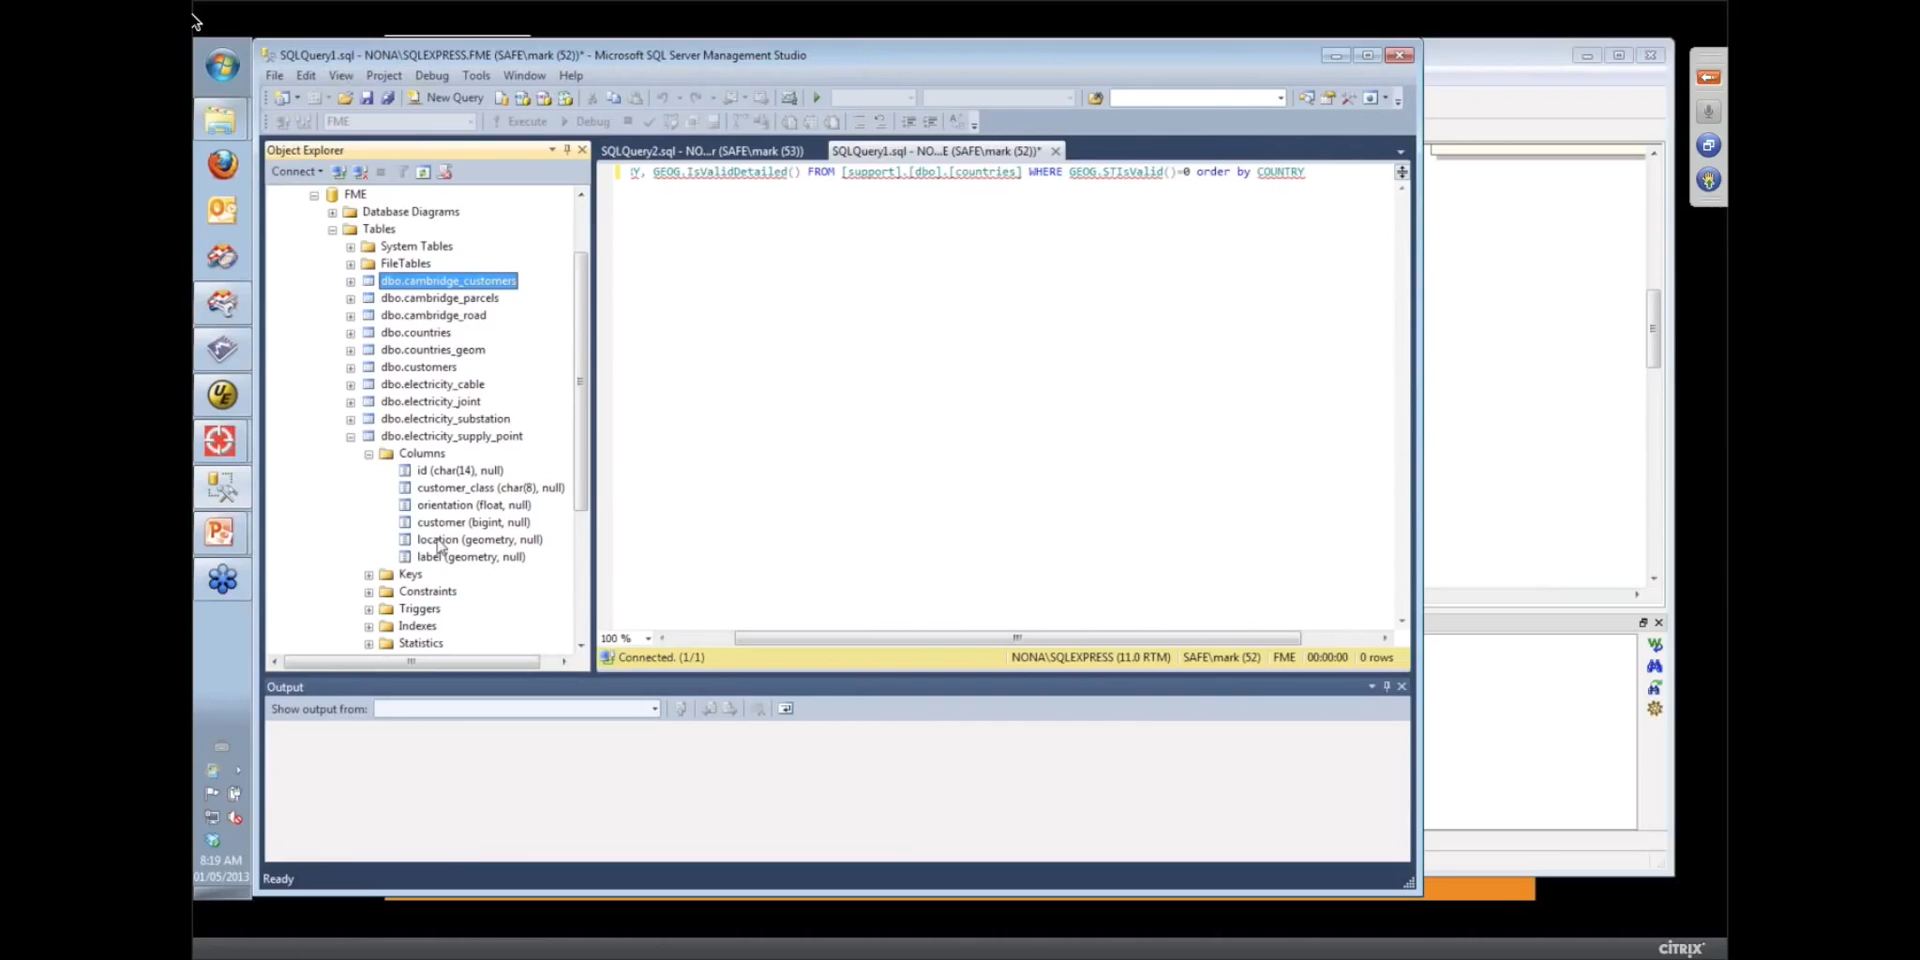 SQLQuery1.sql - NONA\SQLEXPRESS.FME (SAFE\mark (52))* - Microsoft SQL Server Management Studio
File Edit View Project Debug Tools Window Help
New Query
FME Execute Debug
Object Explorer
Connect
FME
Database Diagrams
Tables
System Tables
FileTables
dbo.cambridge_customers
dbo.cambridge_parcels
dbo.cambridge_road
dbo.countries
dbo.countries_geom
dbo.customers
dbo.electricity_cable
dbo.electricity_joint
dbo.electricity_substation
dbo.electricity_supply_point
Columns
id (char(14), null)
customer_class (char(8), null)
orientation (float, null)
customer (bigint, null)
location (geometry, null)
label (geometry, null)
Keys
Constraints
Triggers
Indexes
Statistics
SQLQuery2.sql - NO...r (SAFE\mark (53)) SQLQuery1.sql - NO...E (SAFE\mark (52))*
Y, GEOG.IsValidDetailed() FROM [support].[dbo].[countries] WHERE GEOG.STIsValid()=0 order by COUNTRY
100 %
Connected. (1/1) NONA\SQLEXPRESS (11.0 RTM) SAFE\mark (52) FME 00:00:00 0 rows
Output
Show output from:
Ready
8:19 AM
01/05/2013
CITRIX